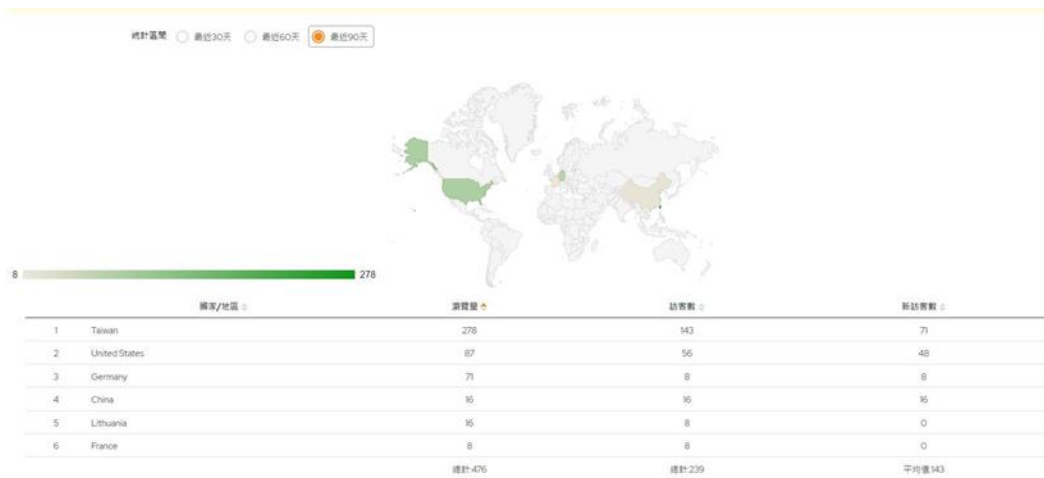 統計區間 最近30天 最近60天 最近90天
8 278
國家/地區 瀏覽量 訪客數 新訪客數
1 Taiwan 278 143 71
2 United States 87 56 48
3 Germany 71 8 8
4 China 16 16 16
5 Lithuania 16 8 0
6 France 8 8 0
總計:476 總計:239 平均值:143